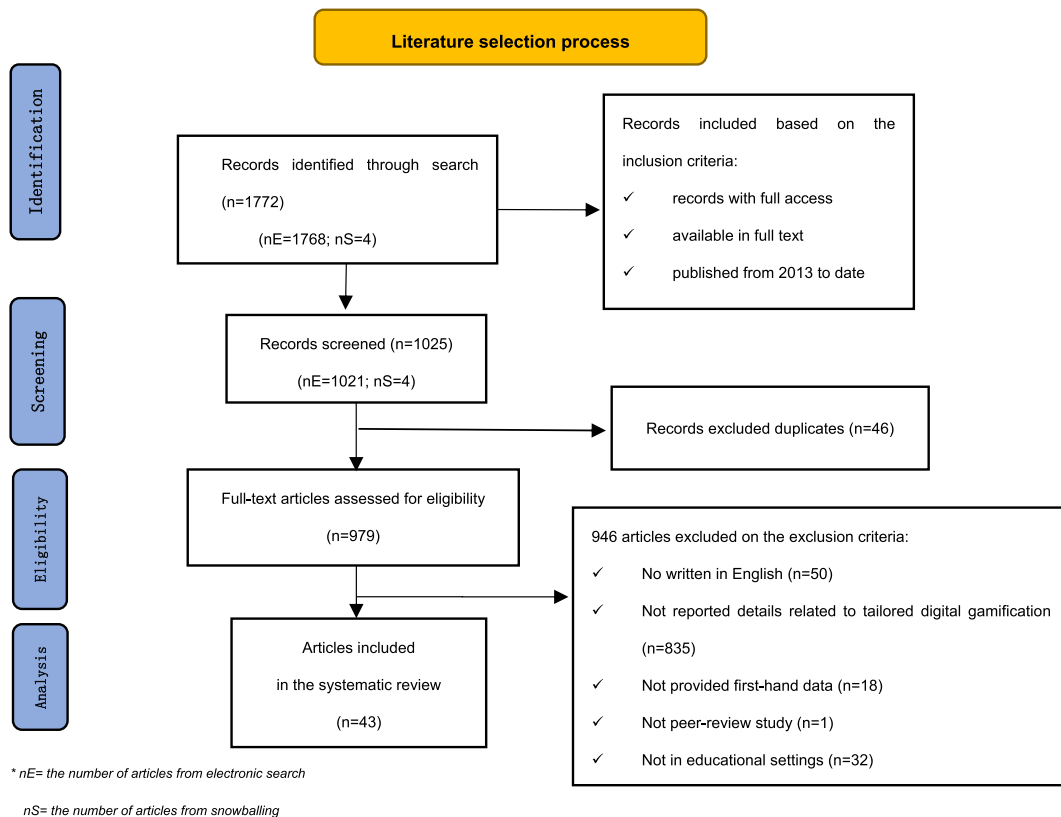 Literature selection process
Identification
Records identified through search
(n=1772)
(nE=1768; nS=4)
Records included based on the
inclusion criteria:
✓ records with full access
✓ available in full text
✓ published from 2013 to date
Screening
Records screened (n=1025)
(nE=1021; nS=4)
Records excluded duplicates (n=46)
Eligibility
Full-text articles assessed for eligibility
(n=979)
946 articles excluded on the exclusion criteria:
✓ No written in English (n=50)
✓ Not reported details related to tailored digital gamification
(n=835)
✓ Not provided first-hand data (n=18)
✓ Not peer-review study (n=1)
✓ Not in educational settings (n=32)
Analysis
Articles included
in the systematic review
(n=43)
* nE= the number of articles from electronic search
nS= the number of articles from snowballing